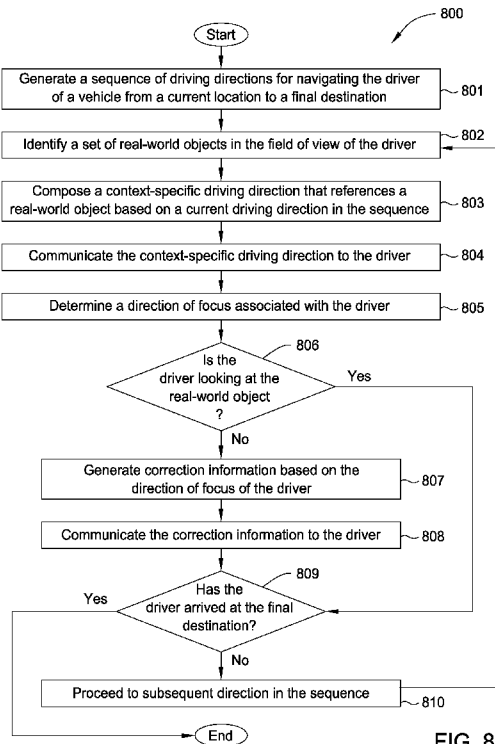 800
Start
Generate a sequence of driving directions for navigating the driver
of a vehicle from a current location to a final destination
801
802
Identify a set of real-world objects in the field of view of the driver
Compose a context-specific driving direction that references a
real-world object based on a current driving direction in the sequence
803
Communicate the context-specific driving direction to the driver
804
Determine a direction of focus associated with the driver
805
806
Is the
driver looking at the
real-world object
?
Yes
No
Generate correction information based on the
direction of focus of the driver
807
Communicate the correction information to the driver
808
809
Has the
driver arrived at the final
destination?
Yes
No
Proceed to subsequent direction in the sequence
810
End
FIG. 8